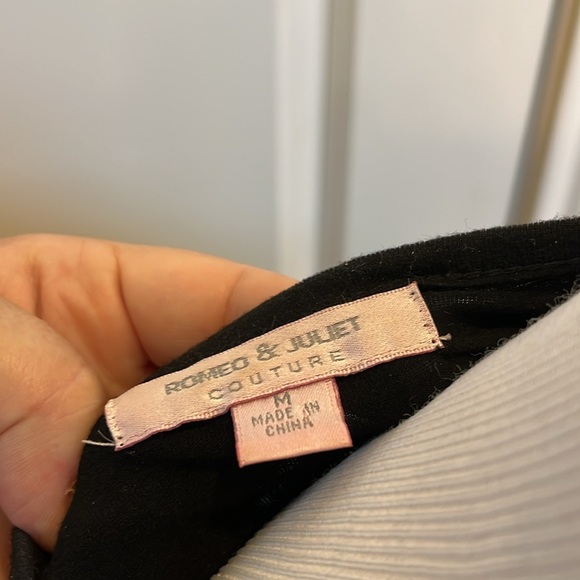 ROMEO & JULIET
COUTURE
M
MADE IN
CHINA